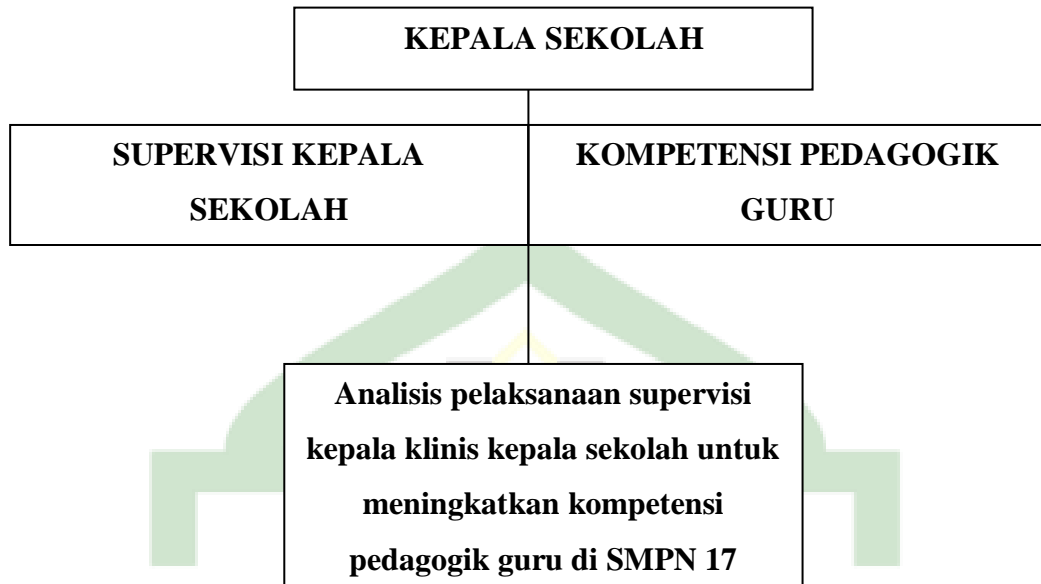 KEPALA SEKOLAH
SUPERVISI KEPALA
SEKOLAH
KOMPETENSI PEDAGOGIK
GURU
Analisis pelaksanaan supervisi
kepala klinis kepala sekolah untuk
meningkatkan kompetensi
pedagogik guru di SMPN 17